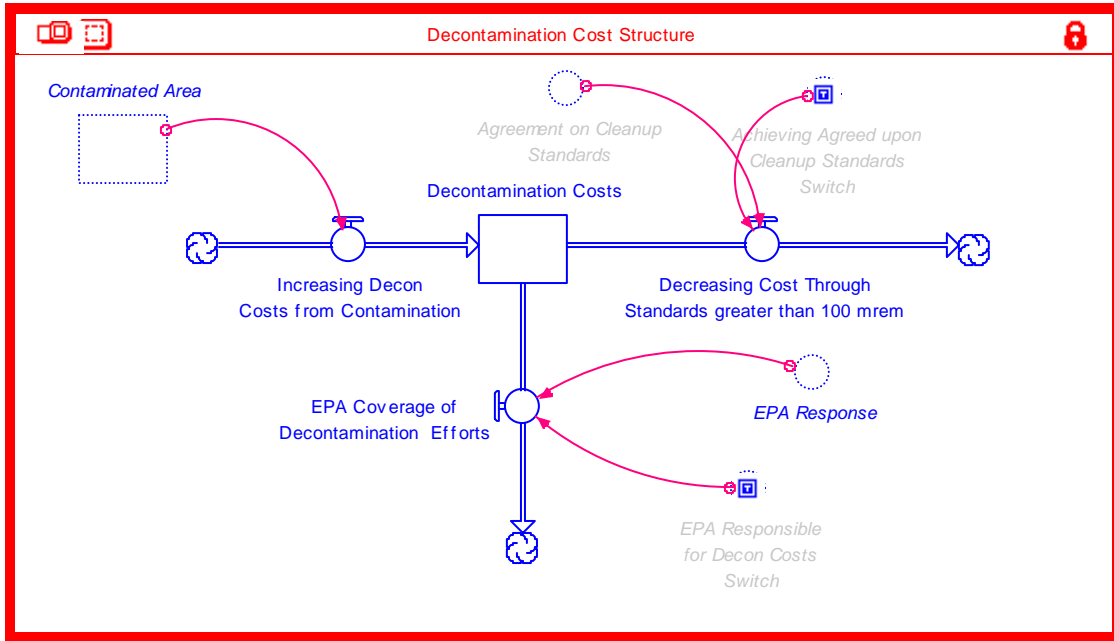 Decontamination Cost Structure
Contaminated Area
Agreement on Cleanup
Standards
T
Achieving Agreed upon
Cleanup Standards
Switch
Decontamination Costs
Increasing Decon
Costs from Contamination
Decreasing Cost Through
Standards greater than 100 mrem
EPA Coverage of
Decontamination Efforts
EPA Response
T
EPA Responsible
for Decon Costs
Switch